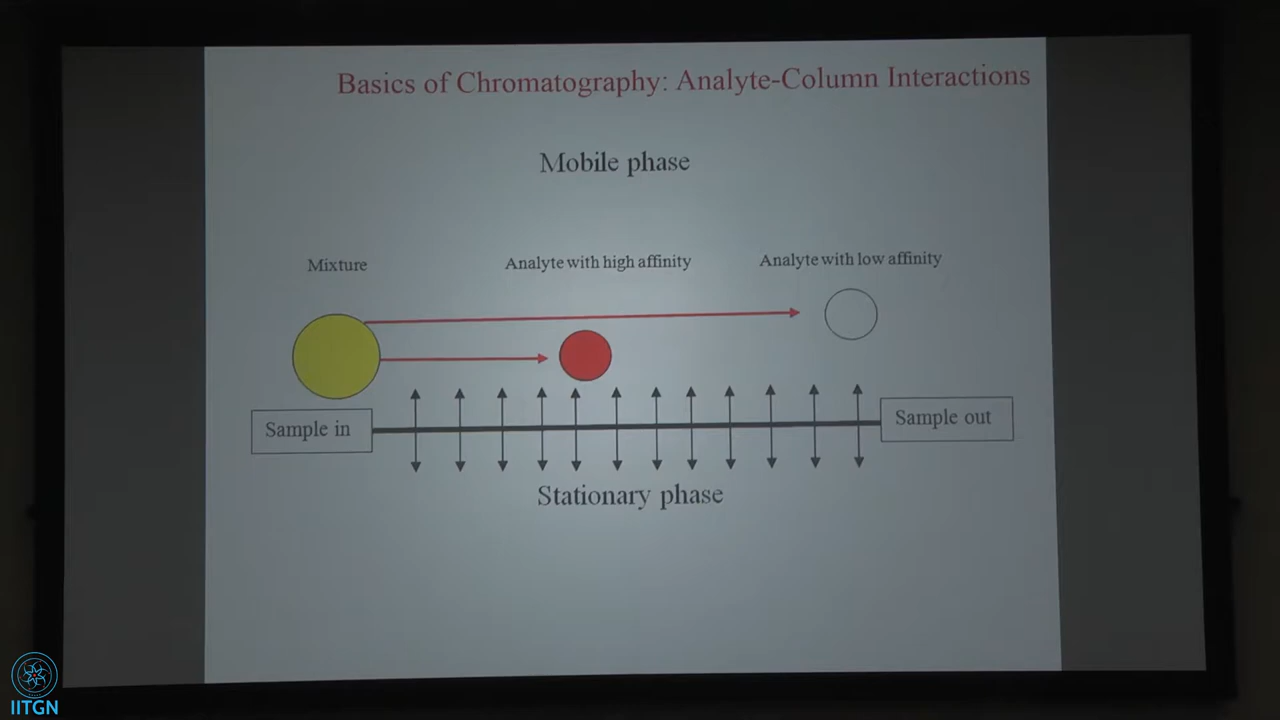 Basics of Chromatography: Analyte-Column Interactions
Mobile phase
Mixture
Analyte with high affinity
Analyte with low affinity
Sample in
Sample out
Stationary phase
IITGN